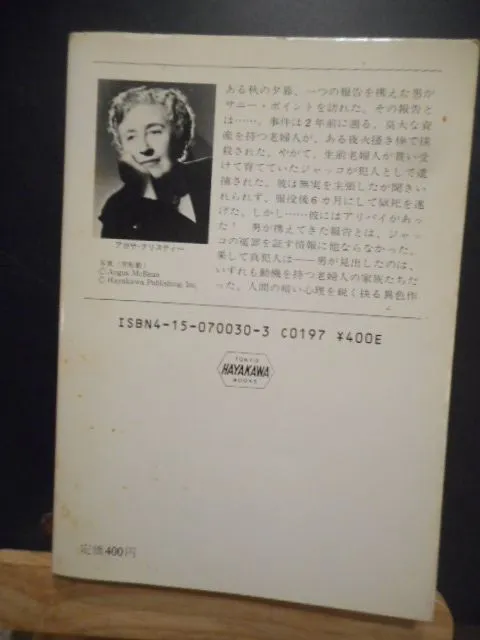 ある秋の夕暮、一つの報告を携えた男が
サニー・ポイントを訪れた。その報告と
は……。事件は2年前に遡る。莫大な資
産を持つ老婦人が、ある夜火掻き棒で撲
殺された。やがて、生前老婦人が貰い受
けて育てていたジャッコが犯人として逮
捕された。彼は無実を主張したが聞きい
れられず、服役後6カ月にして獄死を遂
げた。しかし……彼にはアリバイがあっ
た! 男が携えてきた報告とは、ジャッ
コの冤罪を証す情報に他ならなかった。
果して真犯人は――男が見出したのは、
いずれも動機を持つ老婦人の家族たちだ
った。人間の暗い心理を鋭く抉る異色作
アガサ・クリスティー
©Angus McBean
©Hayakawa Publishing, Inc.
ISBN4-15-070030-3 C0197 ¥400E
TOKYO
HAYAKAWA
BOOKS
定価400円